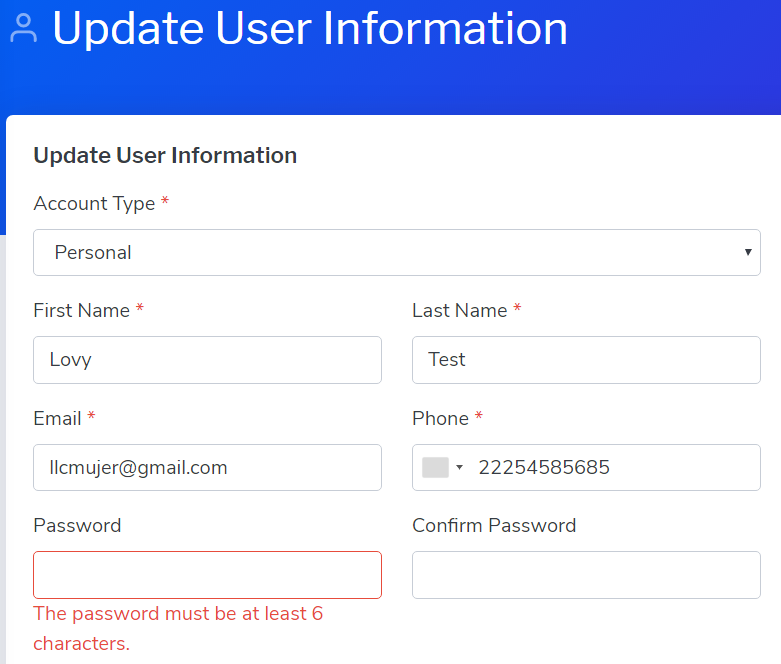 Update User Information
Update User Information
Account Type *
Personal
First Name * Last Name *
Lovy Test
Email * Phone *
llcmujer@gmail.com 22254585685
Password Confirm Password
The password must be at least 6
characters.